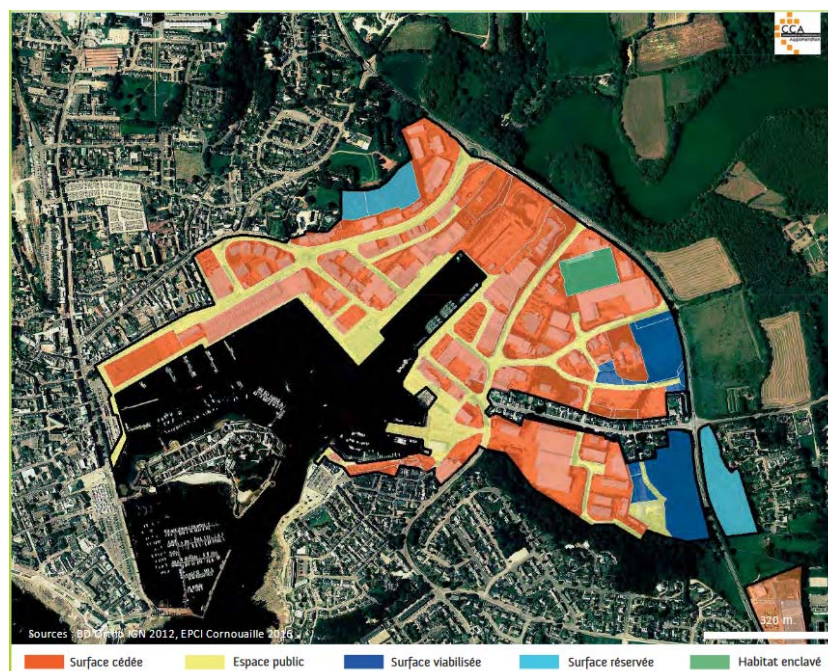 CCA
Agglomération
320 m.
Sources : BD Ortho IGN 2012, EPCI Cornouaille 2016
Surface cédée Espace public Surface viabilisée Surface réservée Habitat enclavé